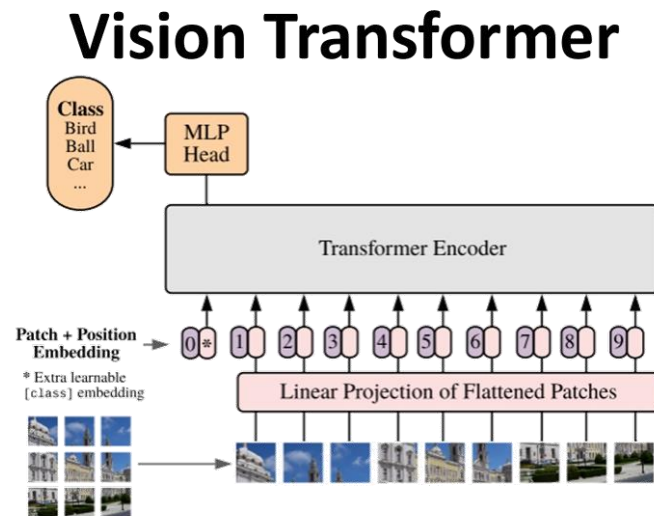 Vision Transformer
Class
Bird
Ball
Car
...
MLP
Head
Transformer Encoder
Patch + Position
Embedding
0 * 1 2 3 4 5 6 7 8 9
* Extra learnable
[class] embedding
Linear Projection of Flattened Patches